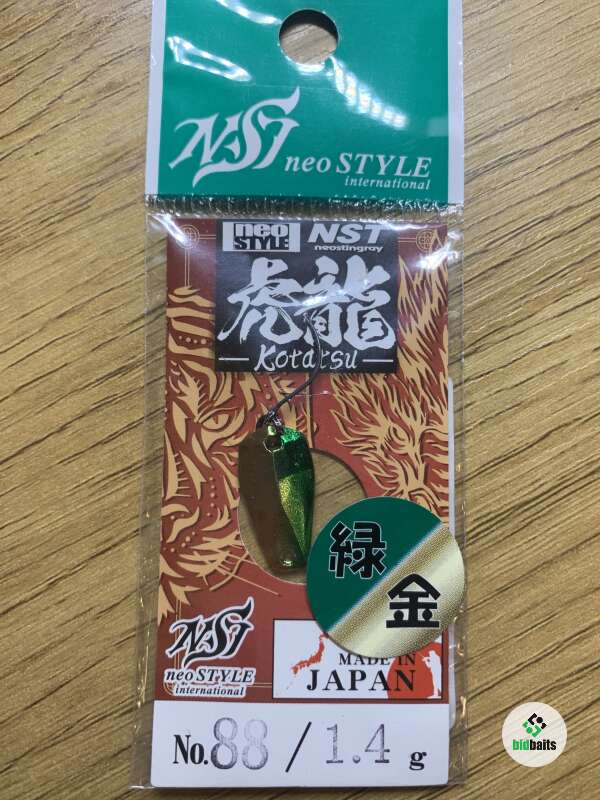 NST neo STYLE
international
neo STYLE NST
neostingray
虎龍
Kotatsu
緑
金
NST
neo STYLE
international
MADE IN
JAPAN
No.88 / 1.4 g
bidbaits